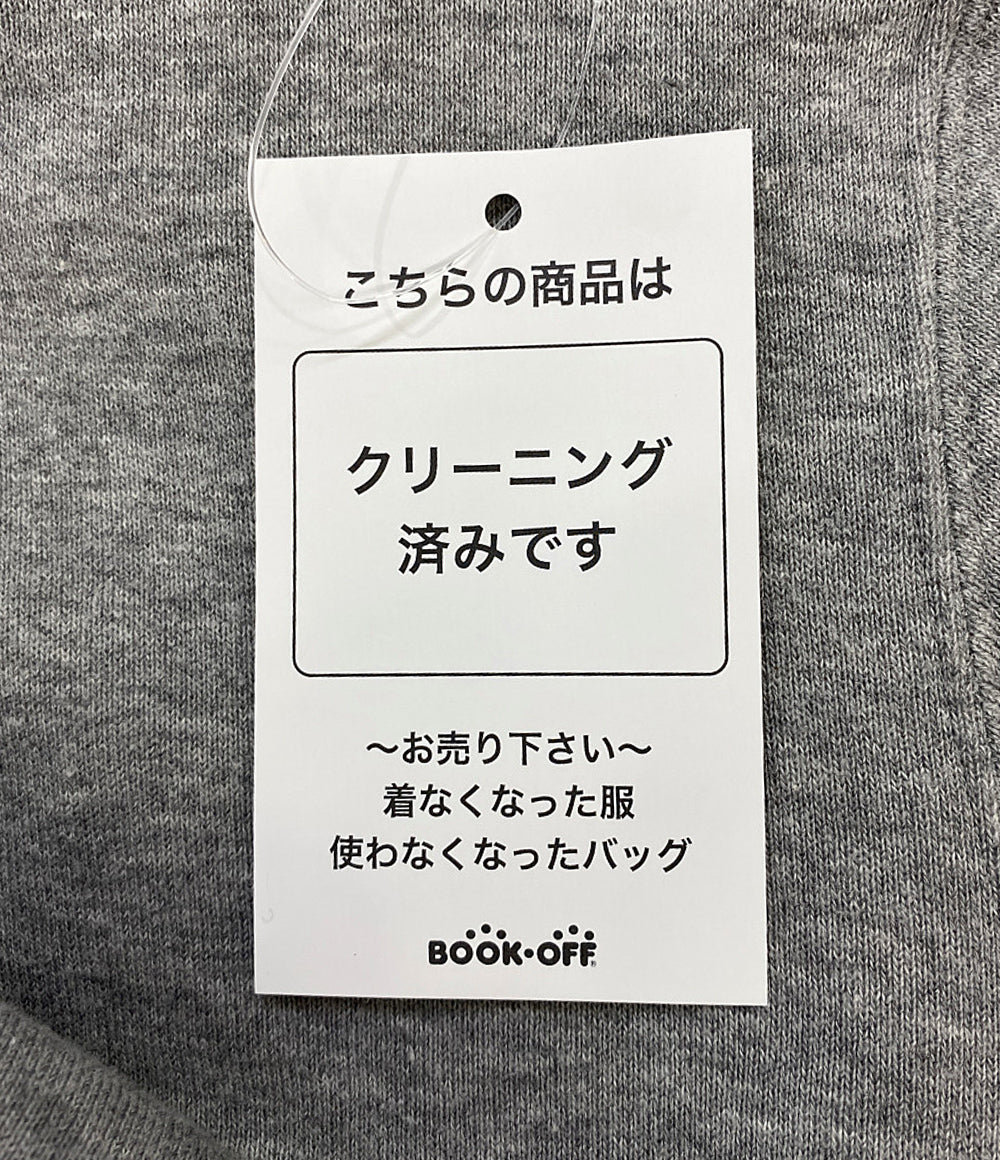 こちらの商品は
クリーニング
済みです
～お売り下さい～
着なくなった服
使わなくなったバッグ
BOOK・OFF®